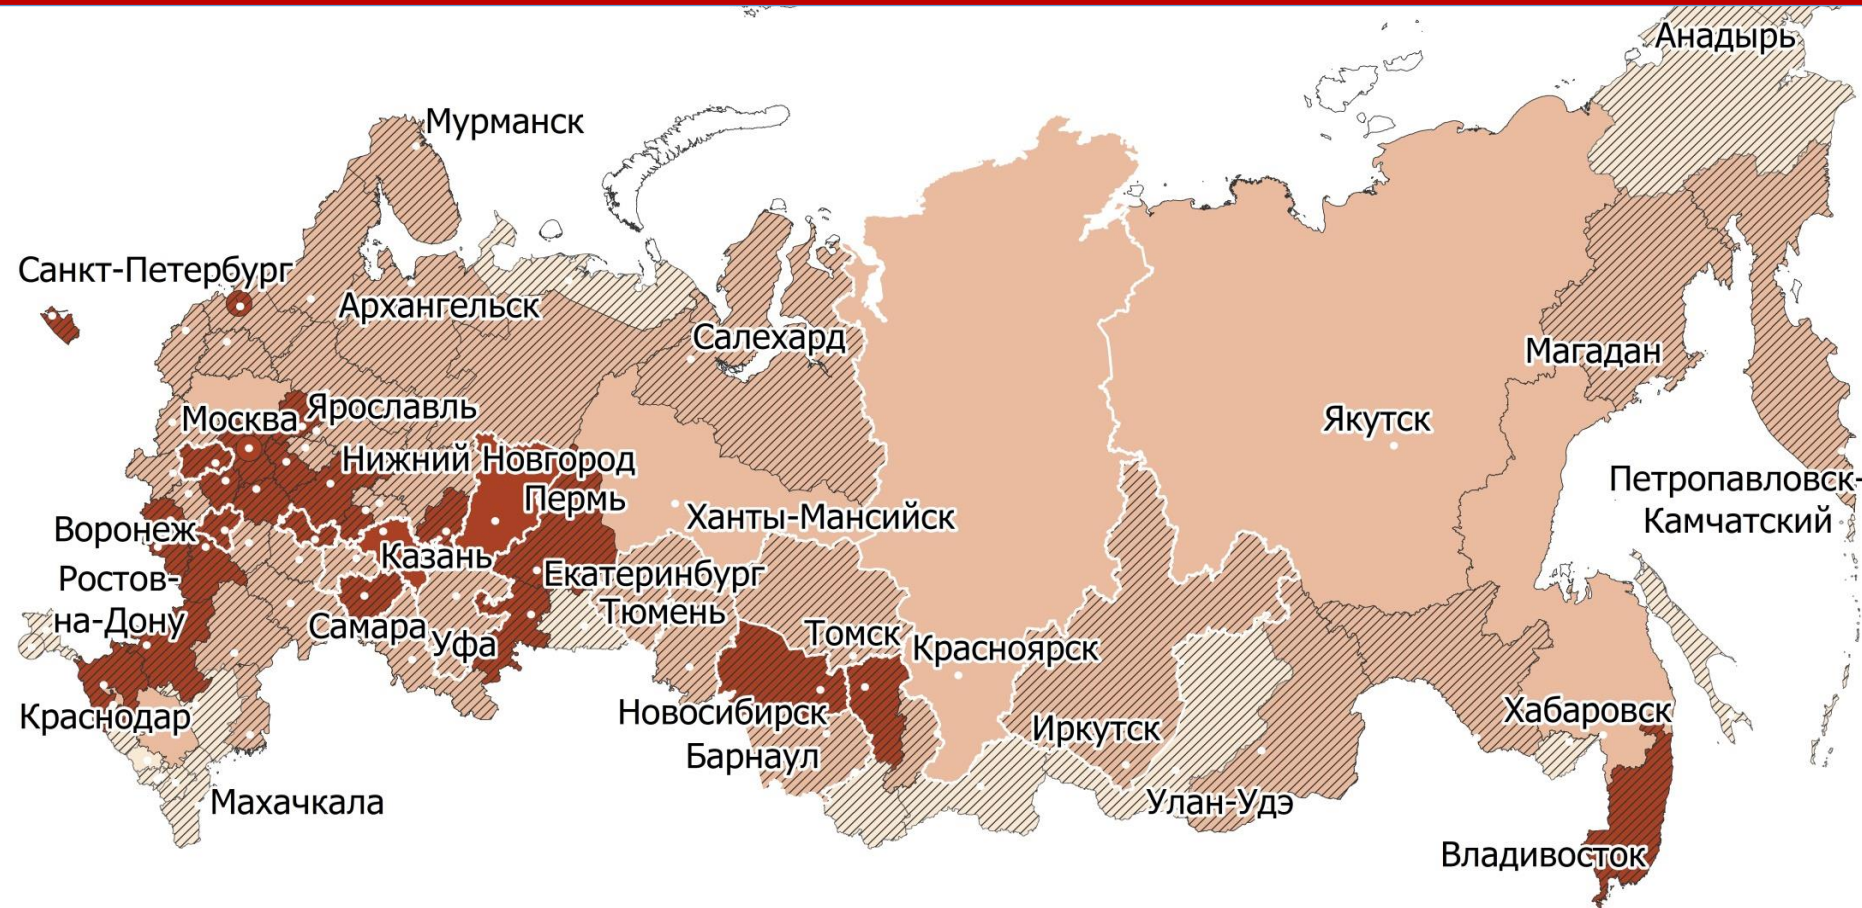 Анадырь
Мурманск
Санкт-Петербург
Архангельск
Салехард
Магадан
Москва
Ярославль
Якутск
Нижний Новгород
Пермь
Петропавловск-
Камчатский
Ханты-Мансийск
Воронеж
Казань
Екатеринбург
Ростов-
на-Дону
Тюмень
Самара
Уфа
Томск
Красноярск
Краснодар
Новосибирск
Иркутск
Хабаровск
Барнаул
Махачкала
Улан-Удэ
Владивосток